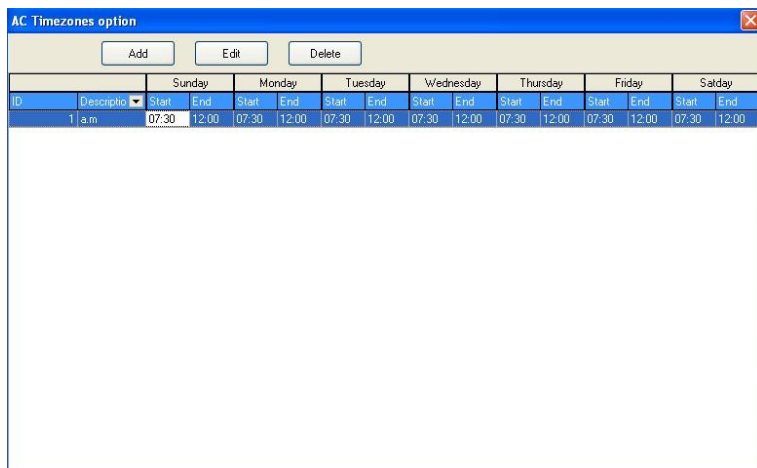 AC Timezones option
Add Edit Delete
Sunday Monday Tuesday Wednesday Thursday Friday Satday
ID Descriptio Start End Start End Start End Start End Start End Start End Start End
1 a.m 07:30 12:00 07:30 12:00 07:30 12:00 07:30 12:00 07:30 12:00 07:30 12:00 07:30 12:00